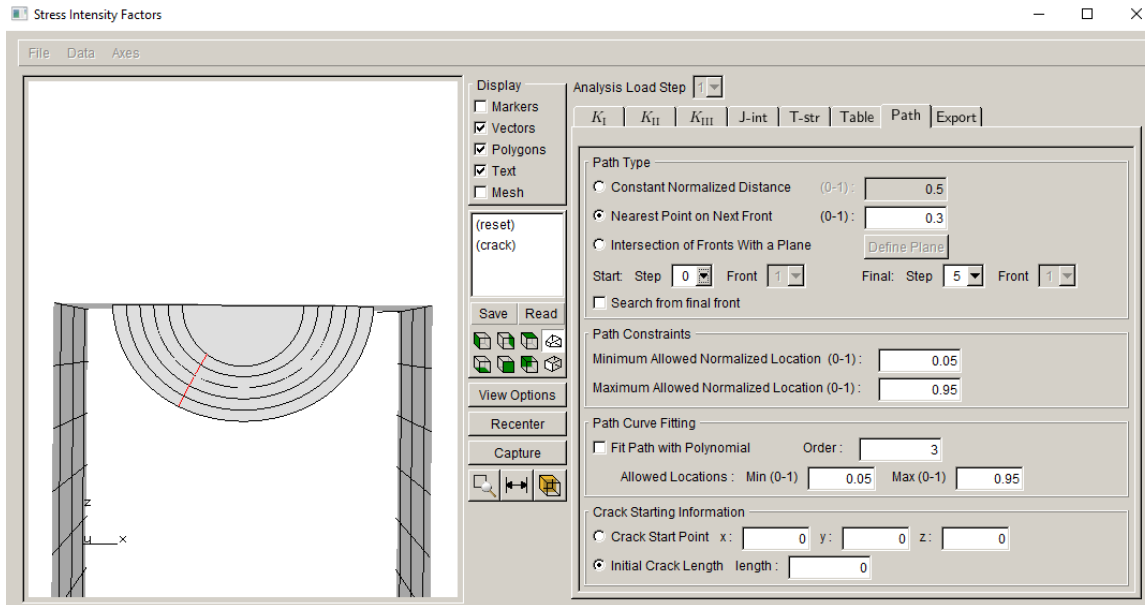 Stress Intensity Factors
File Data Axes
Display
Markers
Vectors
Polygons
Text
Mesh
(reset)
(crack)
Save Read
View Options
Recenter
Capture
z
y x
Analysis Load Step 1
KI KII KIII J-int T-str Table Path Export
Path Type
Constant Normalized Distance (0-1) : 0.5
Nearest Point on Next Front (0-1) : 0.3
Intersection of Fronts With a Plane Define Plane
Start: Step 0 Front 1 Final: Step 5 Front 1
Search from final front
Path Constraints
Minimum Allowed Normalized Location (0-1) : 0.05
Maximum Allowed Normalized Location (0-1) : 0.95
Path Curve Fitting
Fit Path with Polynomial Order : 3
Allowed Locations : Min (0-1) 0.05 Max (0-1) 0.95
Crack Starting Information
Crack Start Point x : 0 y : 0 z : 0
Initial Crack Length length : 0